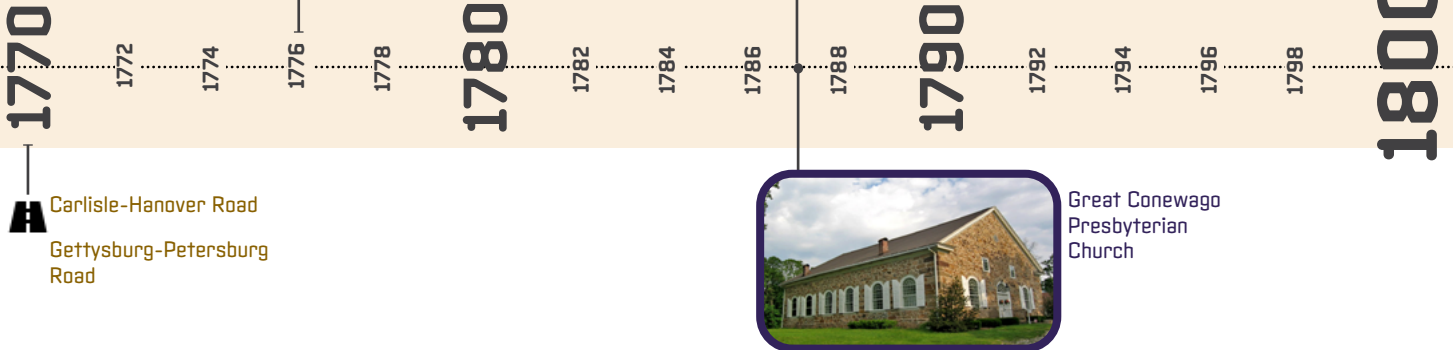 1770
1772
1774
1776
1778
1780
1782
1784
1786
1788
1790
1792
1794
1796
1798
1800
Carlisle-Hanover Road
Gettysburg-Petersburg
Road
Great Conewago
Presbyterian
Church